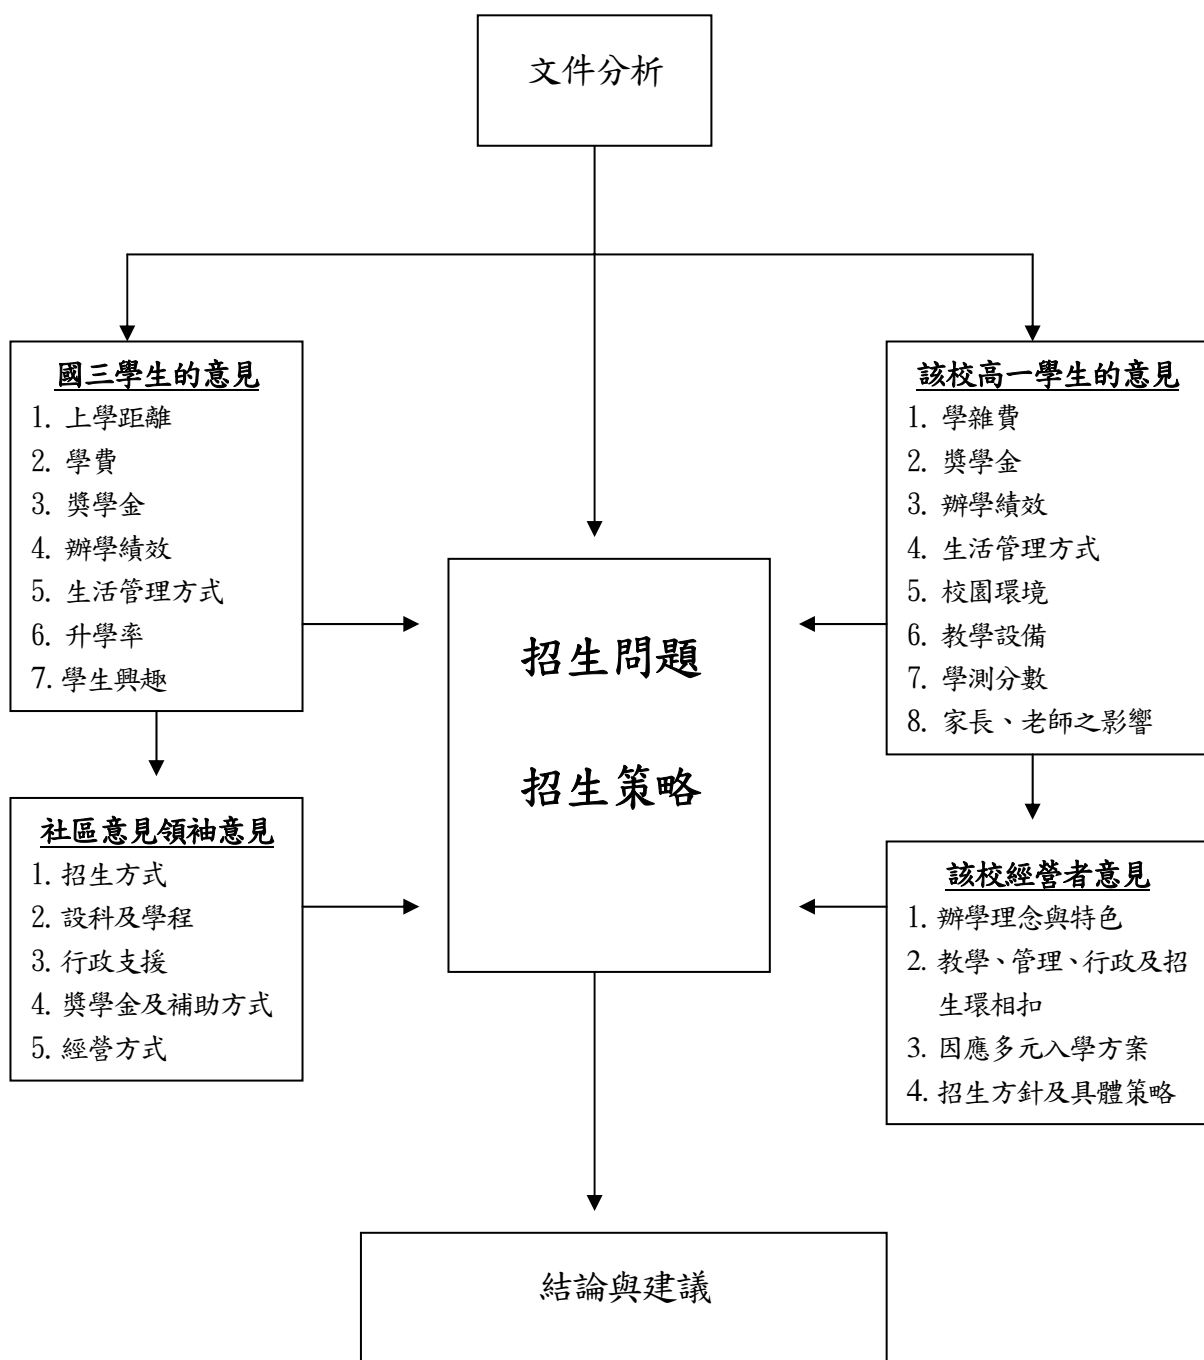 文件分析
國三學生的意見
1. 上學距離
2. 學費
3. 獎學金
4. 辦學績效
5. 生活管理方式
6. 升學率
7. 學生興趣
該校高一學生的意見
1. 學雜費
2. 獎學金
3. 辦學績效
4. 生活管理方式
5. 校園環境
6. 教學設備
7. 學測分數
8. 家長、老師之影響
招生問題
招生策略
社區意見領袖意見
1. 招生方式
2. 設科及學程
3. 行政支援
4. 獎學金及補助方式
5. 經營方式
該校經營者意見
1. 辦學理念與特色
2. 教學、管理、行政及招
生環相扣
3. 因應多元入學方案
4. 招生方針及具體策略
結論與建議